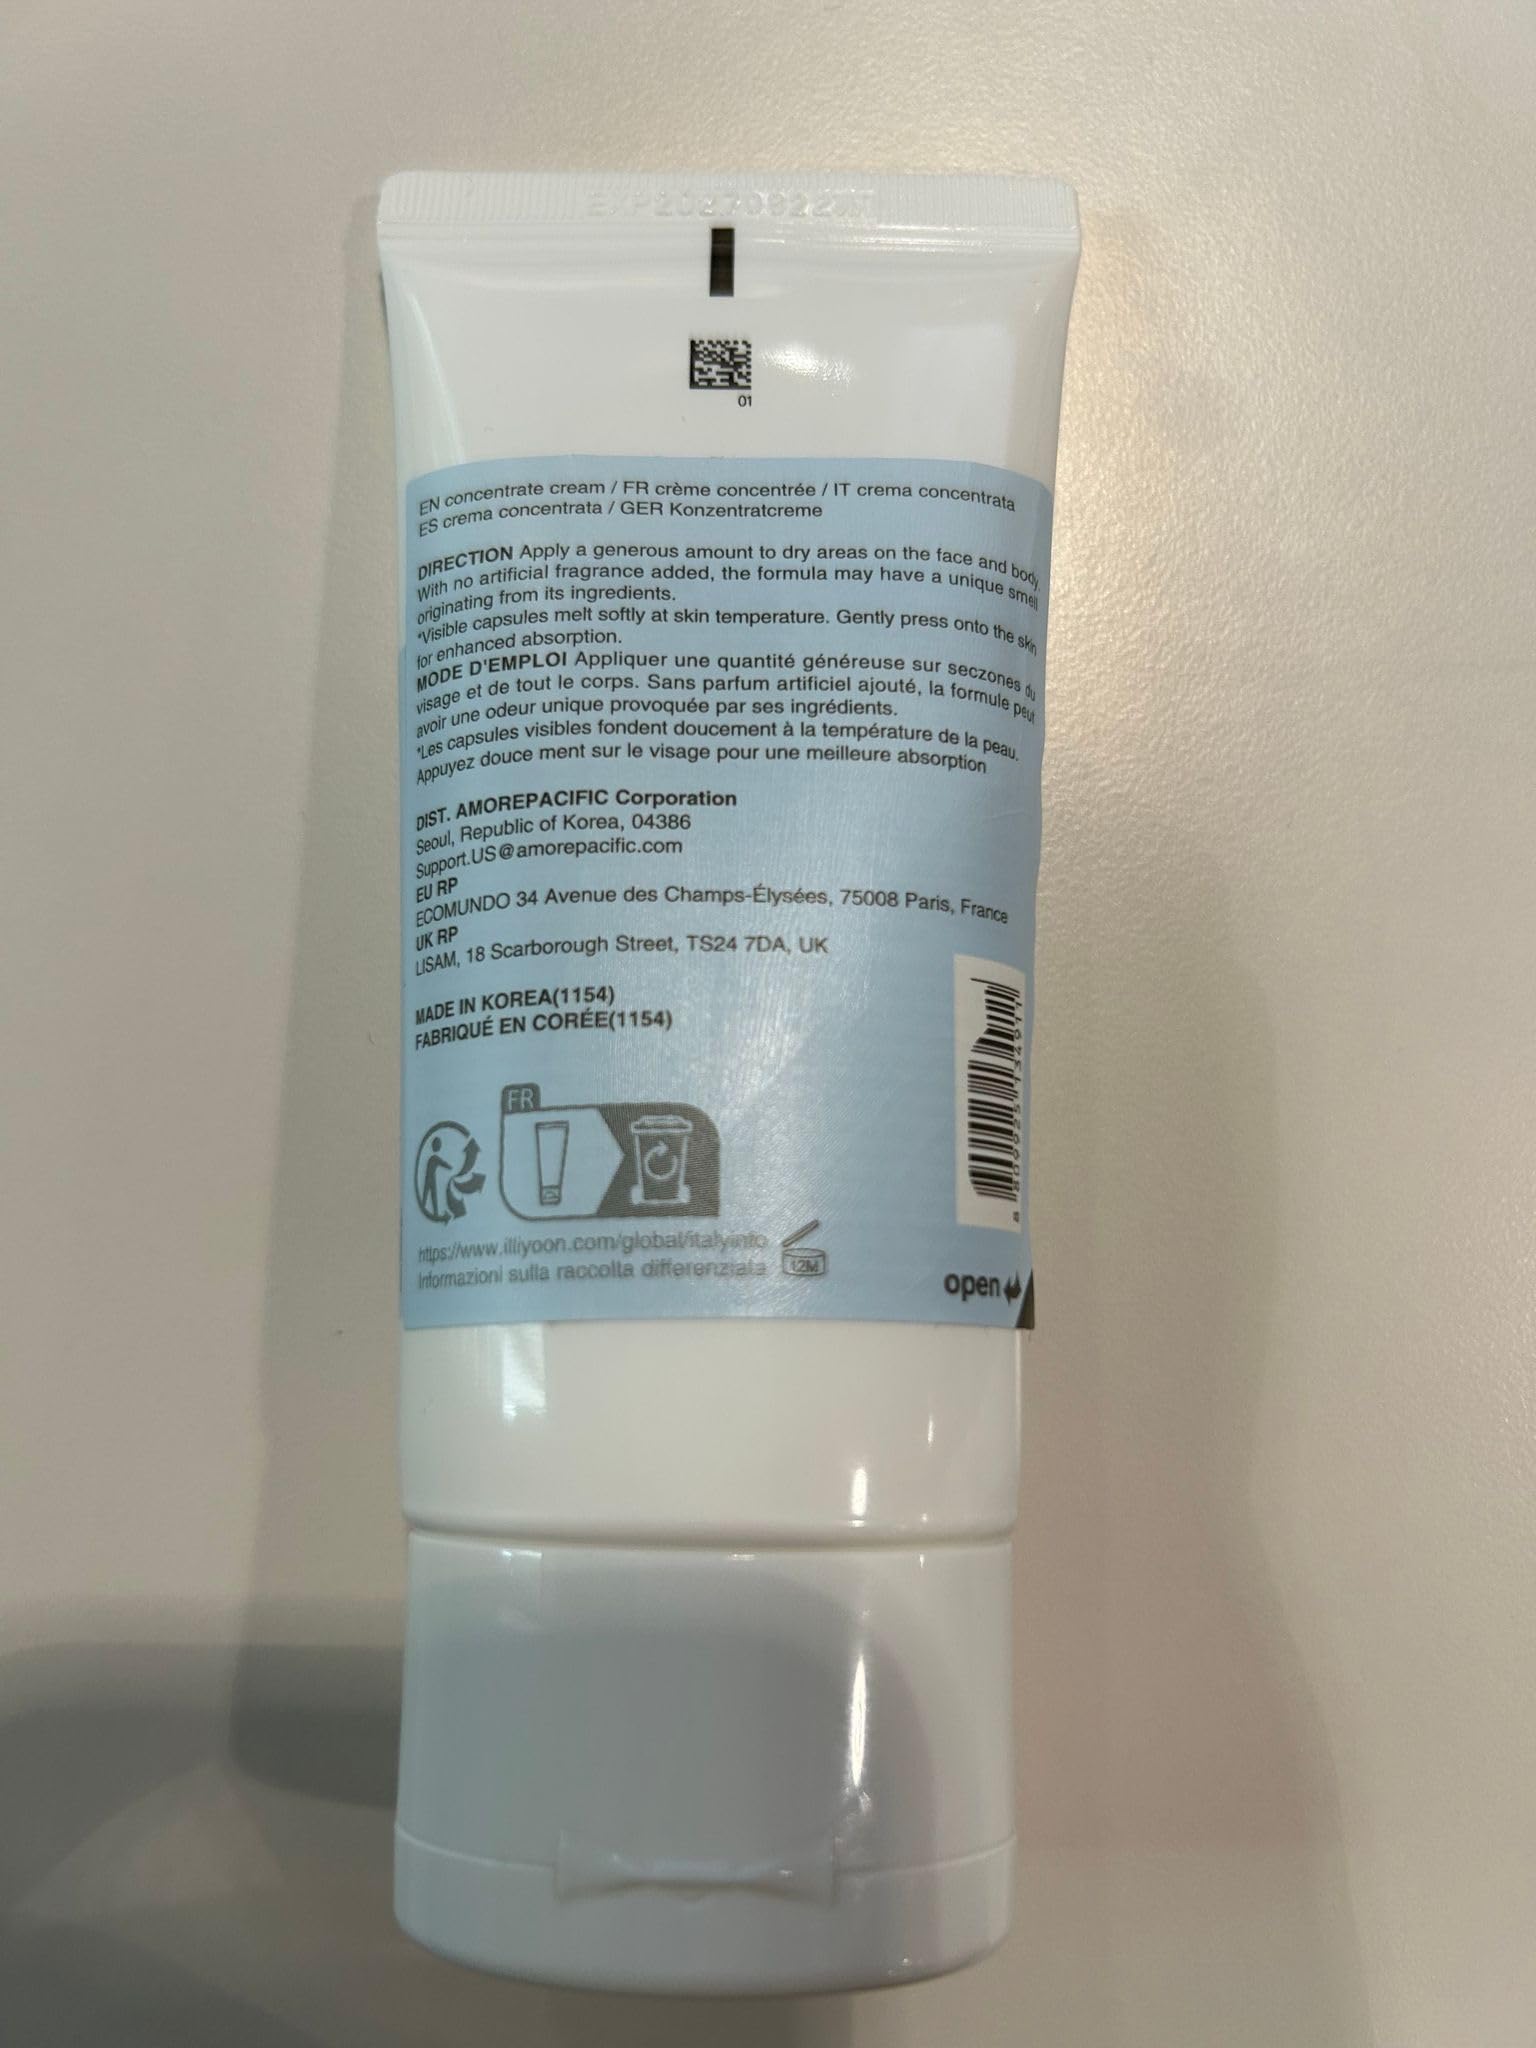 01
EN concentrate cream / FR crème concentrée / IT crema concentrata
ES crema concentrata / GER Konzentratcreme
DIRECTION Apply a generous amount to dry areas on the face and body.
With no artificial fragrance added, the formula may have a unique smell
originating from its ingredients.
*Visible capsules melt softly at skin temperature. Gently press onto the skin
for enhanced absorption.
MODE D'EMPLOI Appliquer une quantité généreuse sur seczones du
visage et de tout le corps. Sans parfum artificiel ajouté, la formule peut
avoir une odeur unique provoquée par ses ingrédients.
*Les capsules visibles fondent doucement à la température de la peau.
Appuyez douce ment sur le visage pour une meilleure absorption
DIST. AMOREPACIFIC Corporation
Seoul, Republic of Korea, 04386
Support.US@amorepacific.com
EU RP
ECOMUNDO 34 Avenue des Champs-Élysées, 75008 Paris, France
UK RP
LISAM, 18 Scarborough Street, TS24 7DA, UK
MADE IN KOREA(1154)
FABRIQUÉ EN CORÉE(1154)
FR
https://www.illiyoon.com/global/italyinfo
Informazioni sulla raccolta differenziata
12M
open